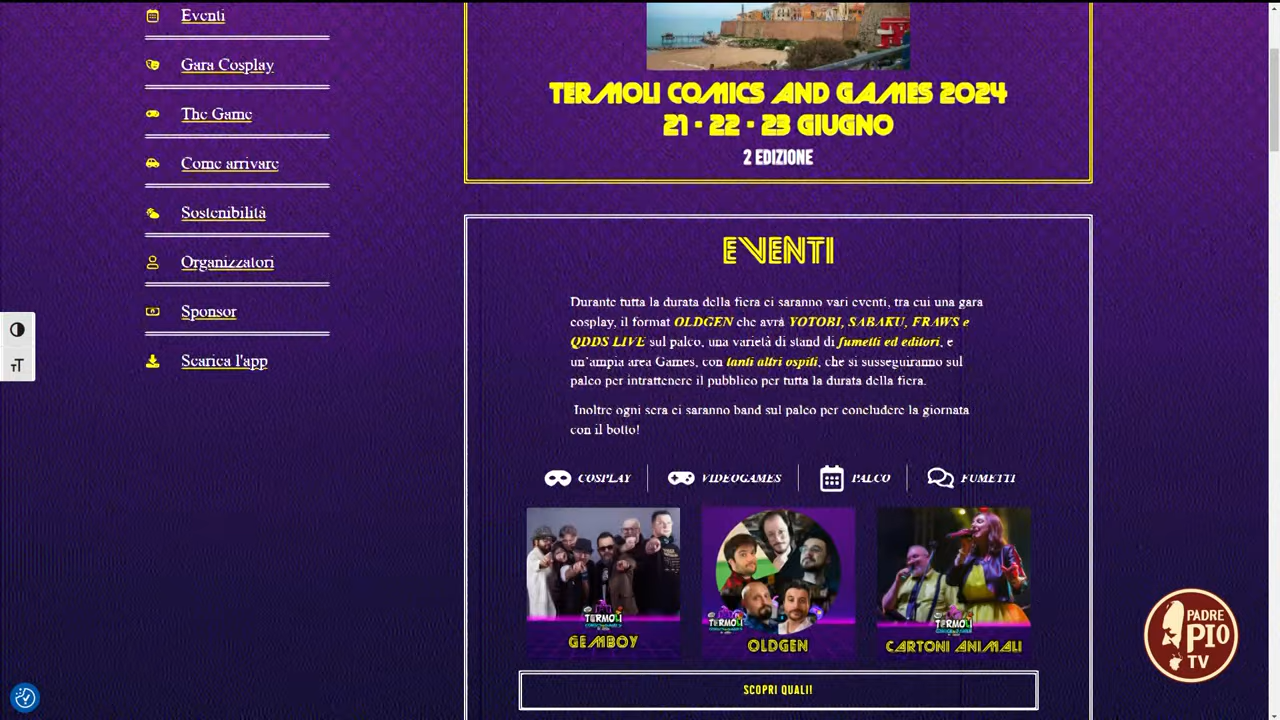 Eventi
Gara Cosplay
The Game
Come arrivare
Sostenibilità
Organizzatori
Sponsor
Scarica l'app
TERMOLI COMICS AND GAMES 2024
21 - 22 - 23 GIUGNO
2 EDIZIONE
EVENTI
Durante tutta la durata della fiera ci saranno vari eventi, tra cui una gara
cosplay, il format OLDGEN che avrà YOTOBI, SABAKU, FRAWS e
QDDS LIVE sul palco, una varietà di stand di fumetti ed editori, e
un'ampia area Games, con tanti altri ospiti, che si susseguiranno sul
palco per intrattenere il pubblico per tutta la durata della fiera.
Inoltre ogni sera ci saranno band sul palco per concludere la giornata
con il botto!
COSPLAY
VIDEOGAMES
PALCO
FUMETTI
TERMOLI
GEMBOY
TERMOLI
TERMOLI
OLDGEN
TERMOLI
CARTONI ANIMALI
SCOPRI QUALI!
PADRE
PIO
TV